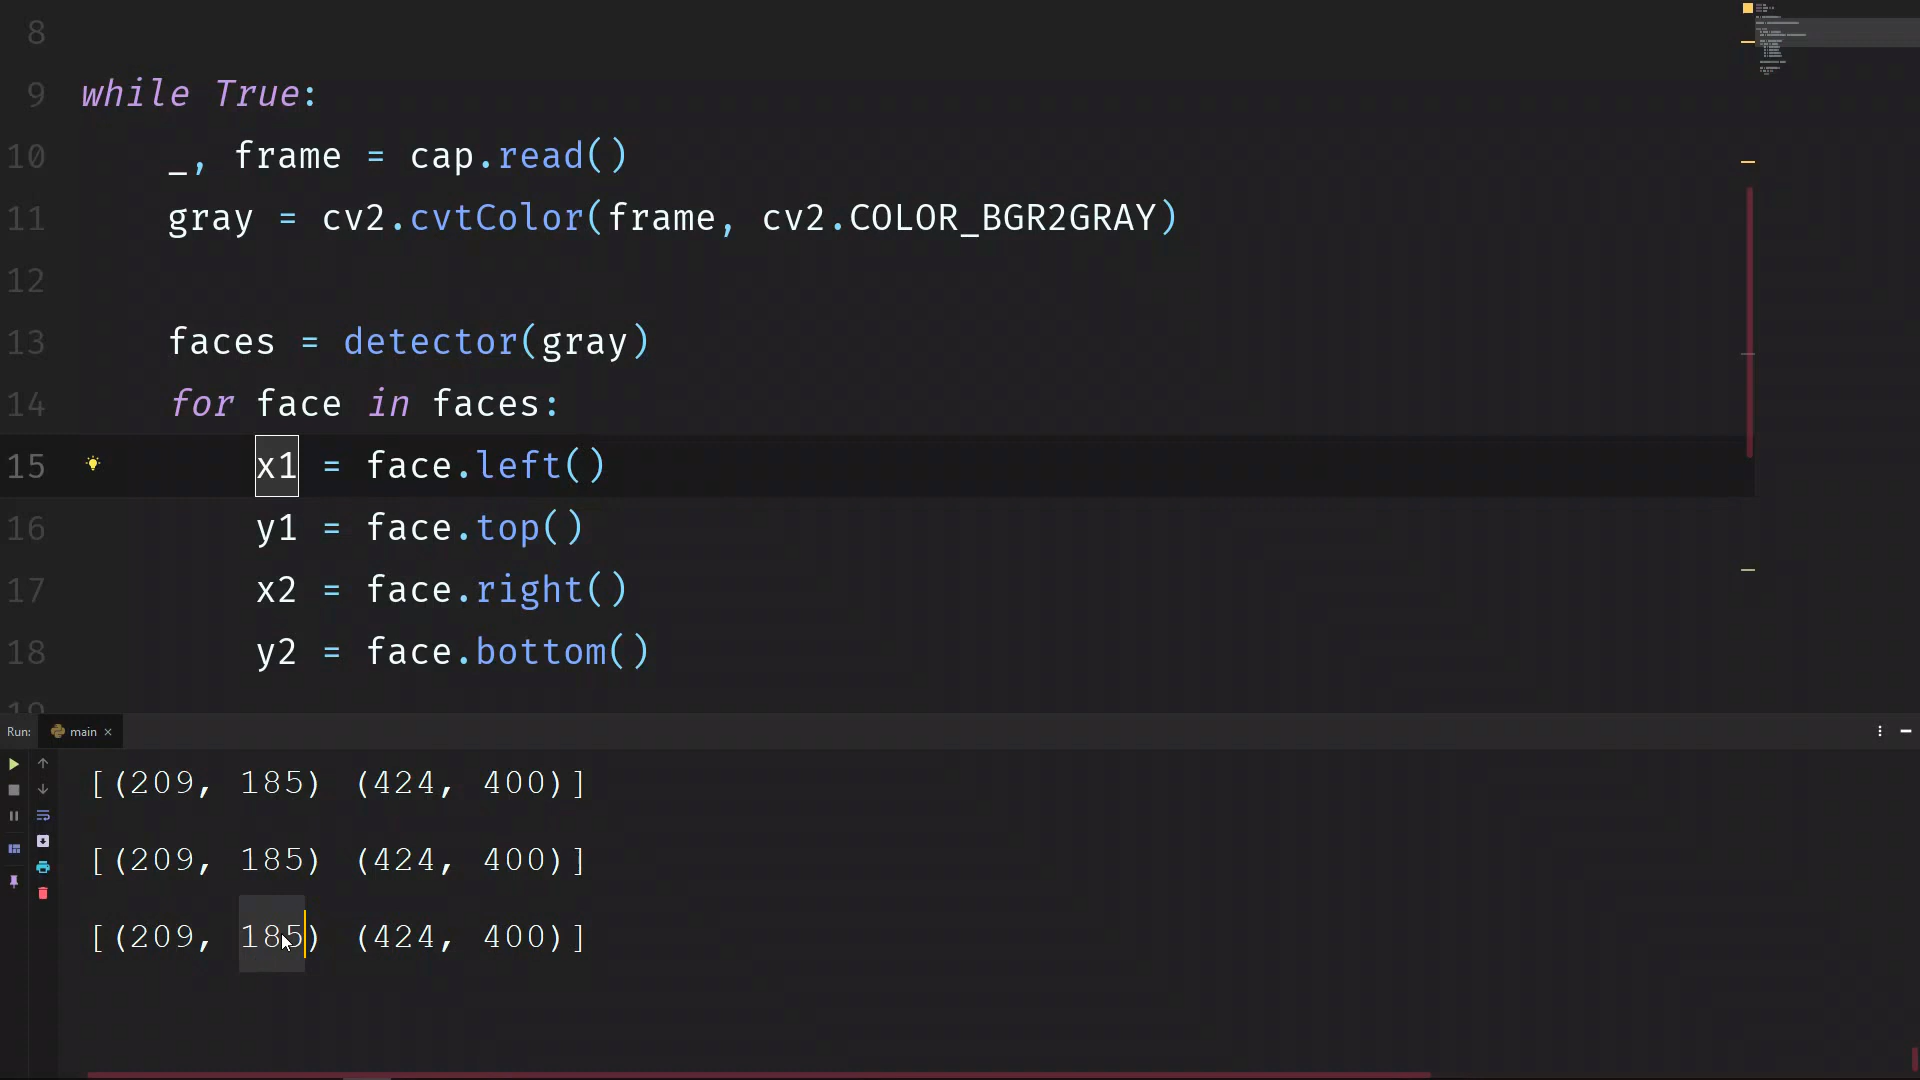 8
9 while True:
10 _, frame = cap.read()
11 gray = cv2.cvtColor(frame, cv2.COLOR_BGR2GRAY)
12
13 faces = detector(gray)
14 for face in faces:
15 x1 = face.left()
16 y1 = face.top()
17 x2 = face.right()
18 y2 = face.bottom()
19
Run: main ×
[(209, 185) (424, 400)]
[(209, 185) (424, 400)]
[(209, 185) (424, 400)]